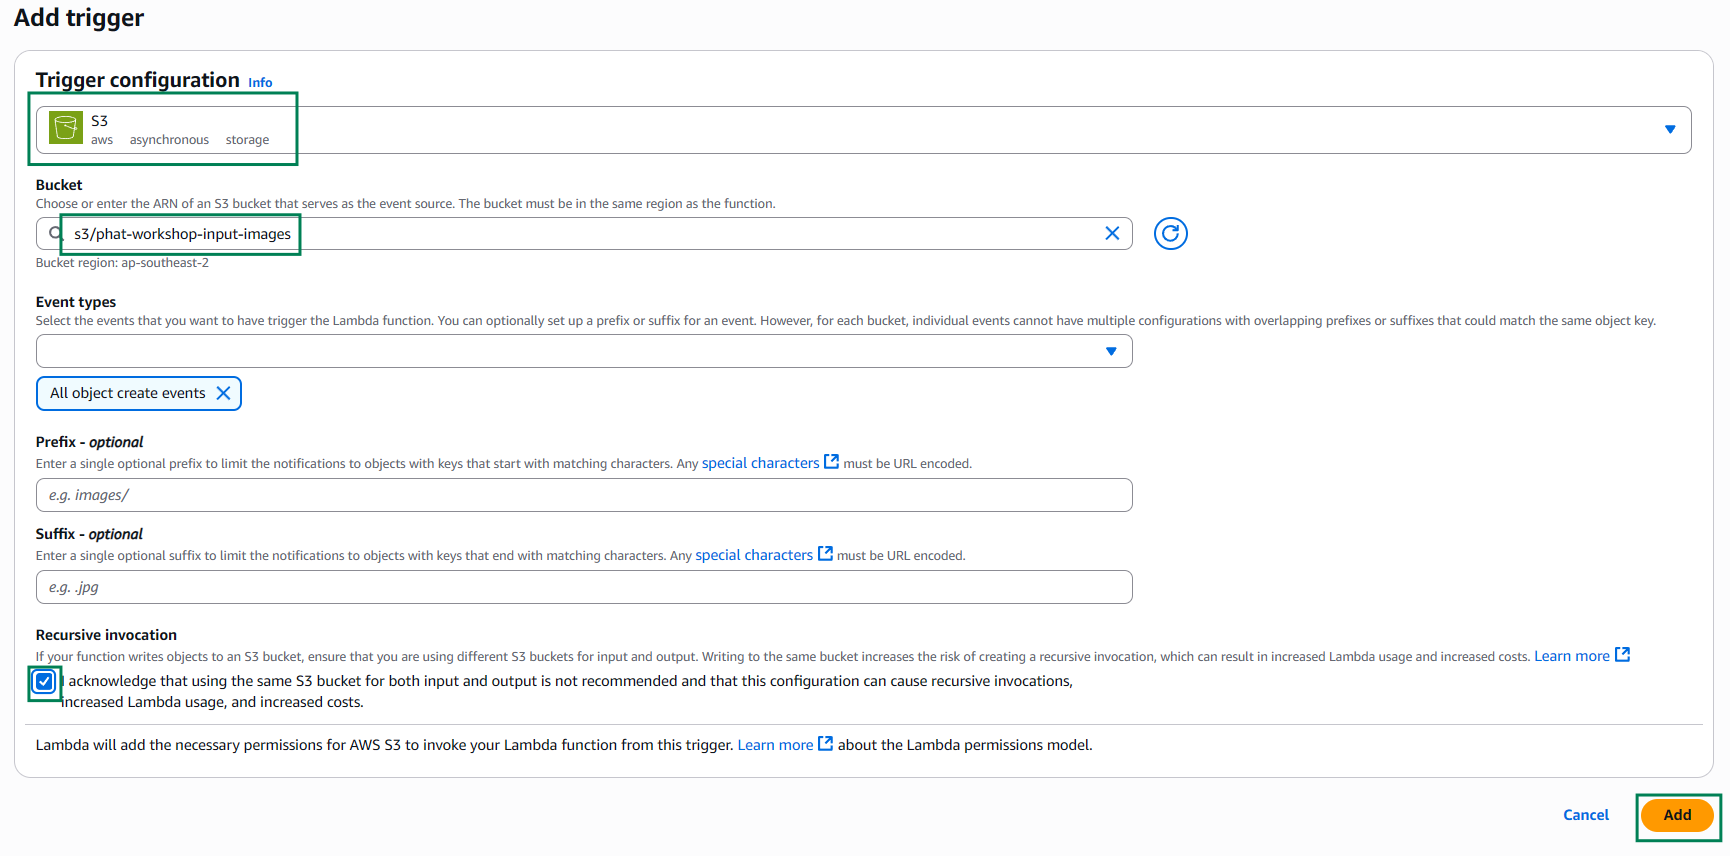 Add trigger
Trigger configuration Info
S3
aws asynchronous storage
Bucket
Choose or enter the ARN of an S3 bucket that serves as the event source. The bucket must be in the same region as the function.
s3/phat-workshop-input-images
Bucket region: ap-southeast-2
Event types
Select the events that you want to have trigger the Lambda function. You can optionally set up a prefix or suffix for an event. However, for each bucket, individual events cannot have multiple configurations with overlapping prefixes or suffixes that could match the same object key.
All object create events
Prefix - optional
Enter a single optional prefix to limit the notifications to objects with keys that start with matching characters. Any special characters must be URL encoded.
e.g. images/
Suffix - optional
Enter a single optional suffix to limit the notifications to objects with keys that end with matching characters. Any special characters must be URL encoded.
e.g. .jpg
Recursive invocation
If your function writes objects to an S3 bucket, ensure that you are using different S3 buckets for input and output. Writing to the same bucket increases the risk of creating a recursive invocation, which can result in increased Lambda usage and increased costs. Learn more
I acknowledge that using the same S3 bucket for both input and output is not recommended and that this configuration can cause recursive invocations,
increased Lambda usage, and increased costs.
Lambda will add the necessary permissions for AWS S3 to invoke your Lambda function from this trigger. Learn more about the Lambda permissions model.
Cancel Add